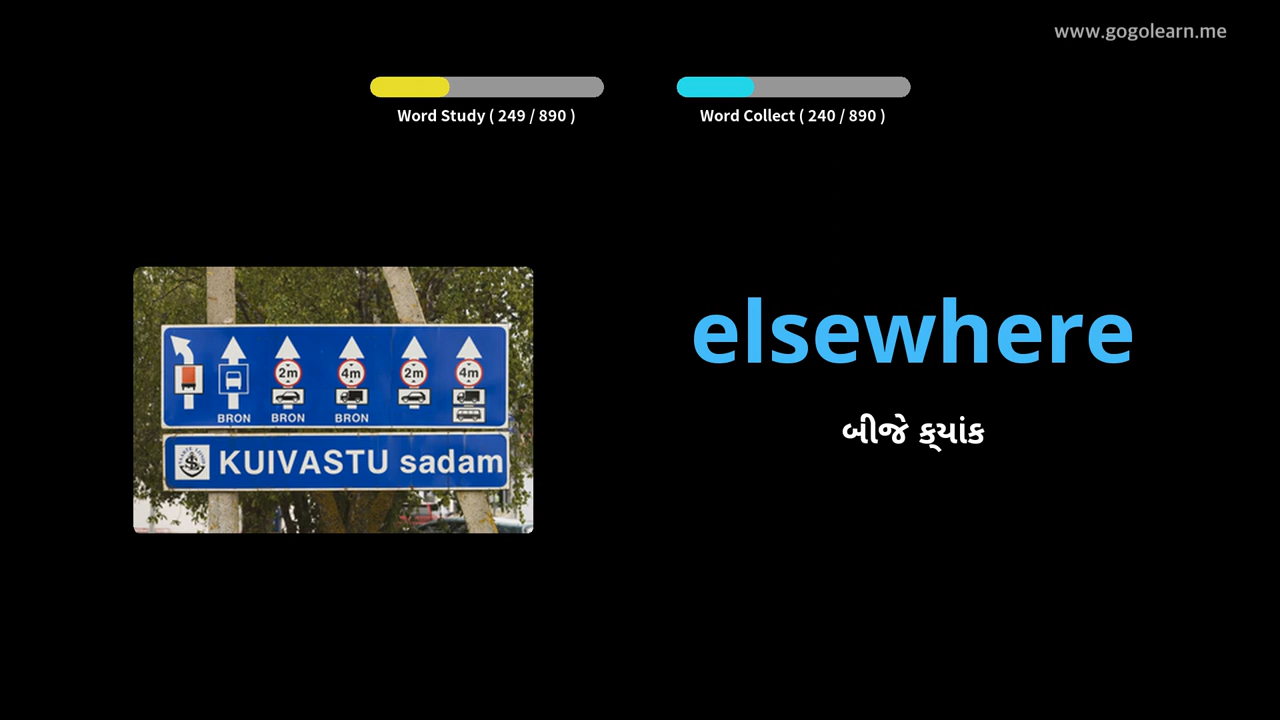 www.gogolearn.me
Word Study ( 249 / 890 )
Word Collect ( 240 / 890 )
elsewhere
બીજે ક્યાંક
2m
4m
2m
4m
BRON
BRON
BRON
KUIVASTU sadam